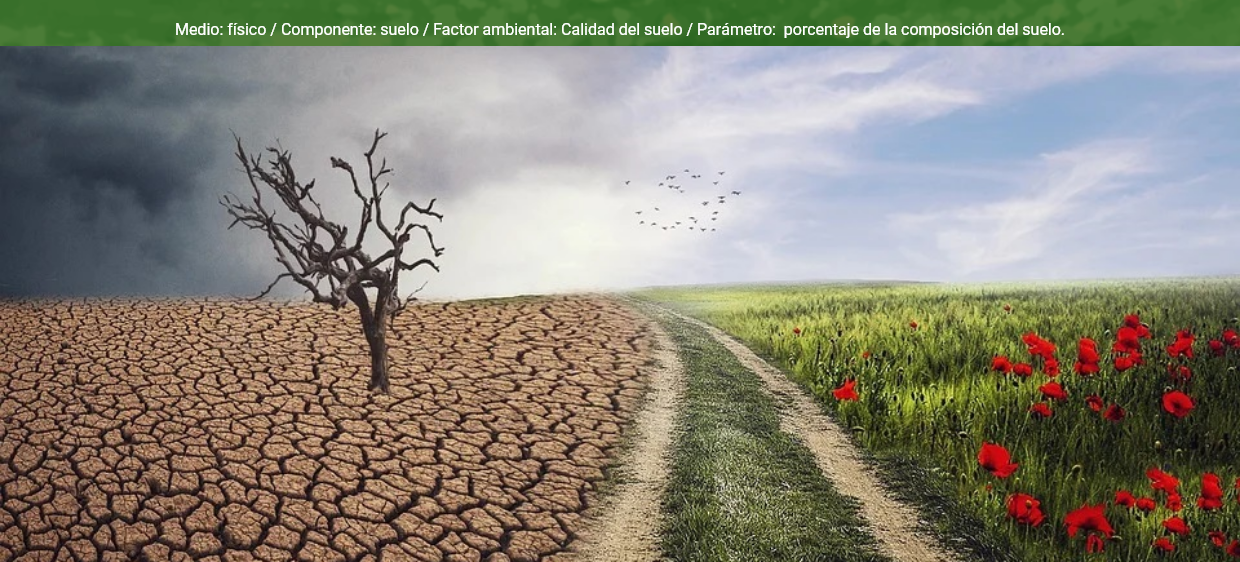 Medio: físico / Componente: suelo / Factor ambiental: Calidad del suelo / Parámetro:  porcentaje de la composición del suelo.